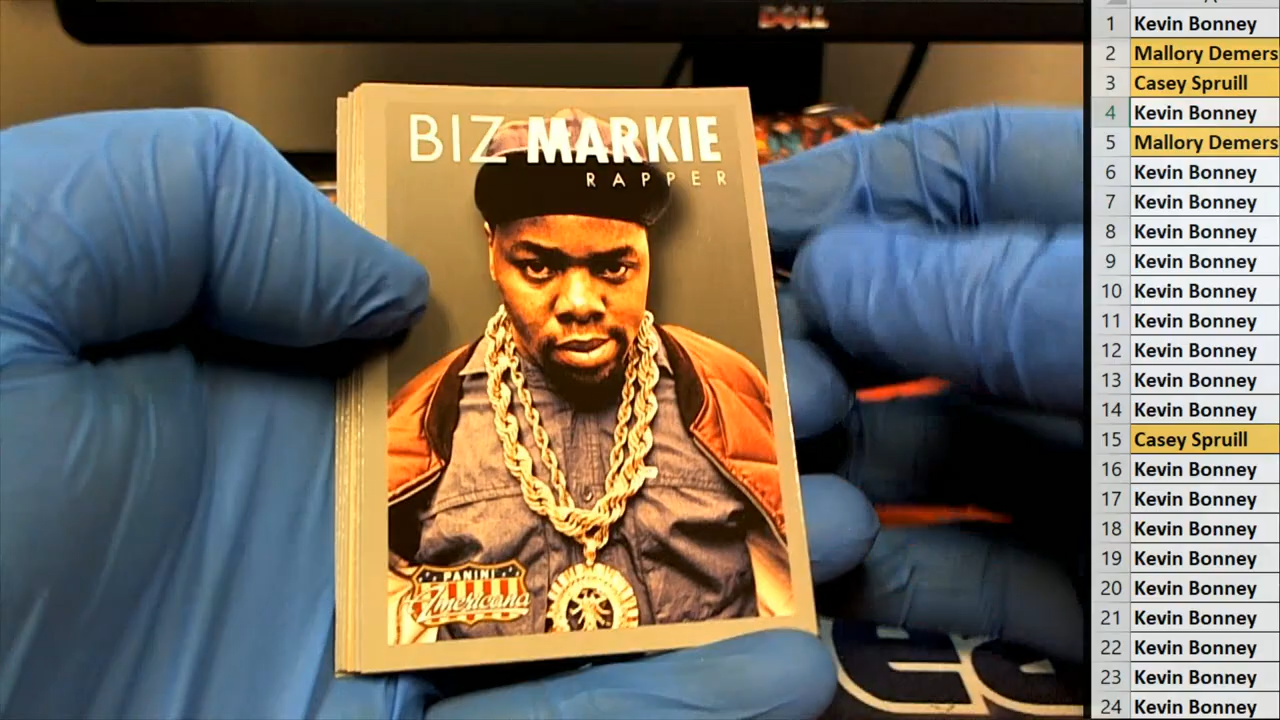 DELL
BIZ MARKIE
RAPPER
PANINI
Americana
1 Kevin Bonney
2 Mallory Demers
3 Casey Spruill
4 Kevin Bonney
5 Mallory Demers
6 Kevin Bonney
7 Kevin Bonney
8 Kevin Bonney
9 Kevin Bonney
10 Kevin Bonney
11 Kevin Bonney
12 Kevin Bonney
13 Kevin Bonney
14 Kevin Bonney
15 Casey Spruill
16 Kevin Bonney
17 Kevin Bonney
18 Kevin Bonney
19 Kevin Bonney
20 Kevin Bonney
21 Kevin Bonney
22 Kevin Bonney
23 Kevin Bonney
24 Kevin Bonney